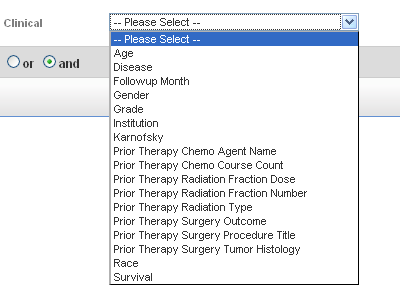 Clinical
-- Please Select --
-- Please Select --
Age
Disease
Followup Month
Gender
Grade
Institution
Karnofsky
Prior Therapy Chemo Agent Name
Prior Therapy Chemo Course Count
Prior Therapy Radiation Fraction Dose
Prior Therapy Radiation Fraction Number
Prior Therapy Radiation Type
Prior Therapy Surgery Outcome
Prior Therapy Surgery Procedure Title
Prior Therapy Surgery Tumor Histology
Race
Survival
or and